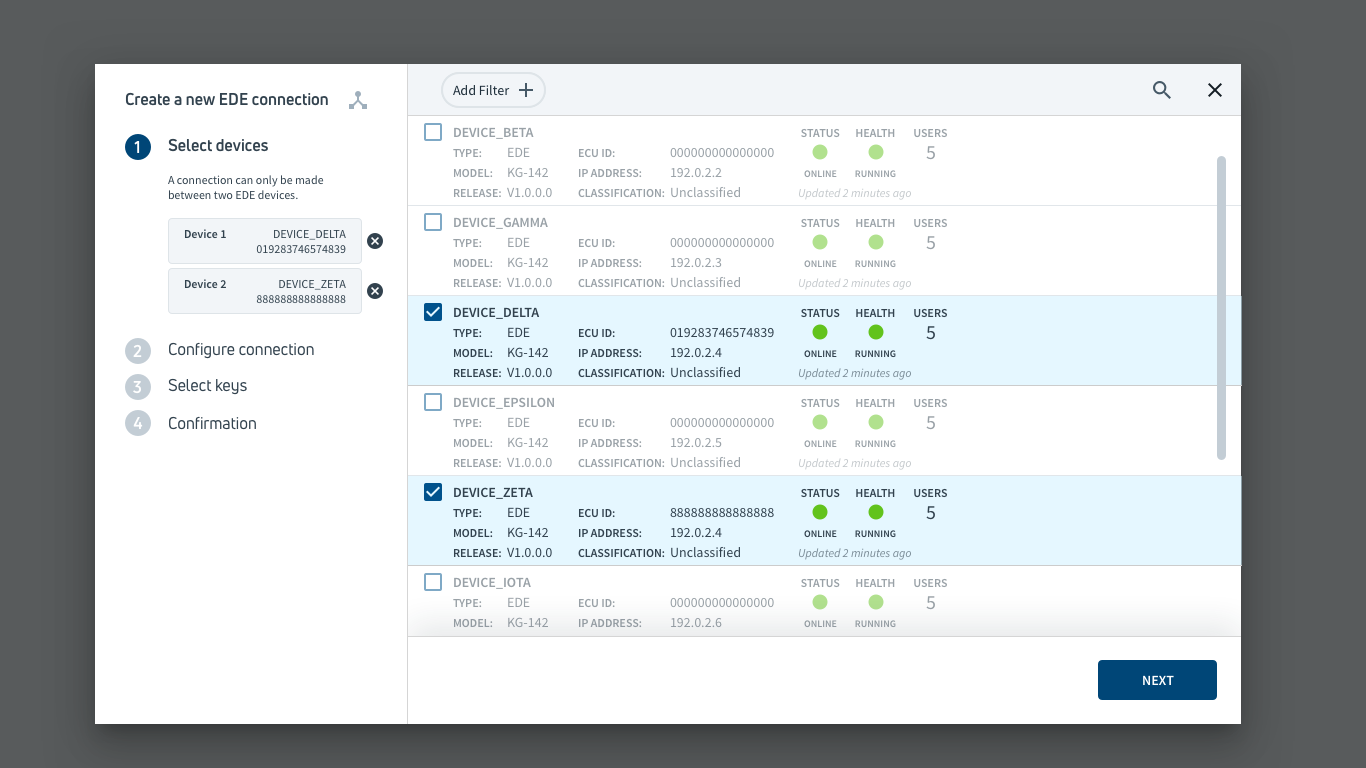 Create a new EDE connection
1 Select devices
A connection can only be made
between two EDE devices.
Device 1 DEVICE_DELTA
019283746574839
Device 2 DEVICE_ZETA
888888888888888
2 Configure connection
3 Select keys
4 Confirmation
Add Filter
DEVICE_BETA STATUS HEALTH USERS
TYPE: EDE ECU ID: 000000000000000 5
MODEL: KG-142 IP ADDRESS: 192.0.2.2 ONLINE RUNNING
RELEASE: V1.0.0.0 CLASSIFICATION: Unclassified Updated 2 minutes ago
DEVICE_GAMMA STATUS HEALTH USERS
TYPE: EDE ECU ID: 000000000000000 5
MODEL: KG-142 IP ADDRESS: 192.0.2.3 ONLINE RUNNING
RELEASE: V1.0.0.0 CLASSIFICATION: Unclassified Updated 2 minutes ago
DEVICE_DELTA STATUS HEALTH USERS
TYPE: EDE ECU ID: 019283746574839 5
MODEL: KG-142 IP ADDRESS: 192.0.2.4 ONLINE RUNNING
RELEASE: V1.0.0.0 CLASSIFICATION: Unclassified Updated 2 minutes ago
DEVICE_EPSILON STATUS HEALTH USERS
TYPE: EDE ECU ID: 000000000000000 5
MODEL: KG-142 IP ADDRESS: 192.0.2.5 ONLINE RUNNING
RELEASE: V1.0.0.0 CLASSIFICATION: Unclassified Updated 2 minutes ago
DEVICE_ZETA STATUS HEALTH USERS
TYPE: EDE ECU ID: 888888888888888 5
MODEL: KG-142 IP ADDRESS: 192.0.2.4 ONLINE RUNNING
RELEASE: V1.0.0.0 CLASSIFICATION: Unclassified Updated 2 minutes ago
DEVICE_IOTA STATUS HEALTH USERS
TYPE: EDE ECU ID: 000000000000000 5
MODEL: KG-142 IP ADDRESS: 192.0.2.6 ONLINE RUNNING
NEXT